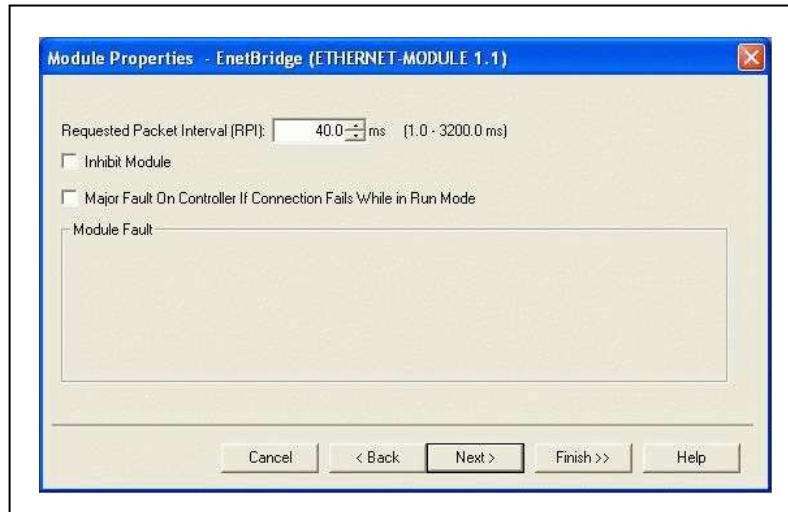 Module Properties - EnetBridge (ETHERNET-MODULE 1.1)
Requested Packet Interval (RPI): 40.0 ms (1.0 - 3200.0 ms)
Inhibit Module
Major Fault On Controller If Connection Fails While in Run Mode
Module Fault
Cancel < Back Next > Finish >> Help